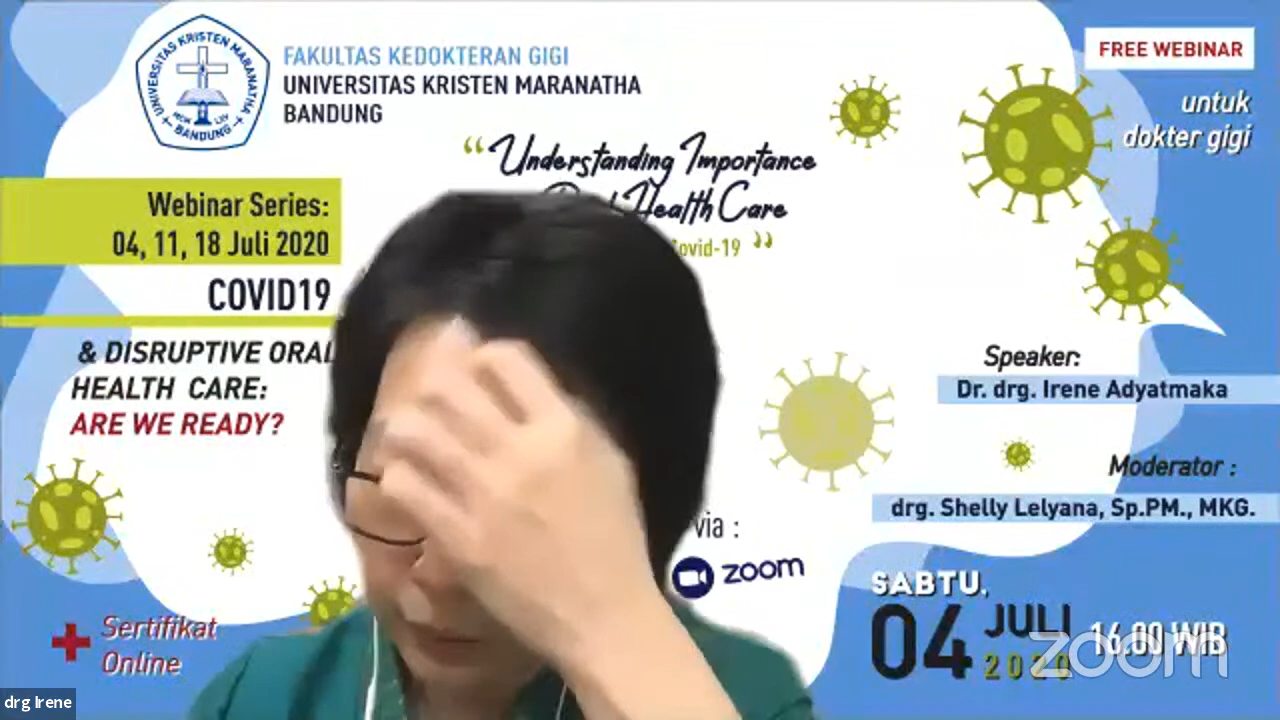 UNIVERSITAS KRISTEN MARANATHA
BANDUNG
FAKULTAS KEDOKTERAN GIGI
UNIVERSITAS KRISTEN MARANATHA
BANDUNG
FREE WEBINAR
untuk
dokter gigi
“Understanding Importance
Health Care
ovid-19 ”
Webinar Series:
04, 11, 18 Juli 2020
COVID19
& DISRUPTIVE ORAL
HEALTH CARE:
ARE WE READY?
Speaker:
Dr. drg. Irene Adyatmaka
Moderator :
drg. Shelly Lelyana, Sp.PM., MKG.
via :
zoom
SABTU,
04 JULI 2020 16.00 WIB
zoom
Sertifikat
Online
drg Irene